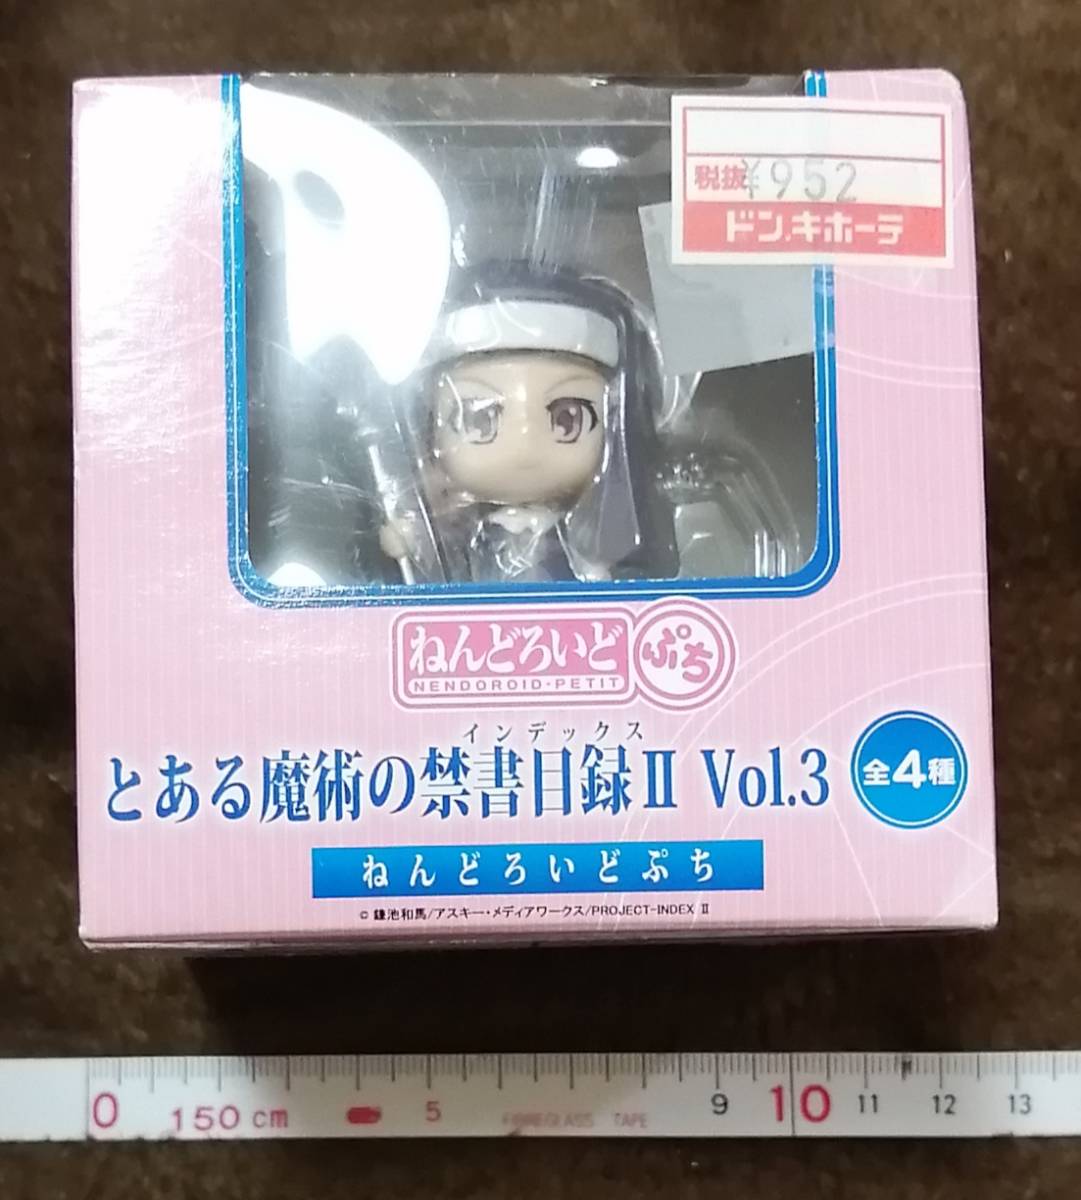 税抜¥952
ドン.キホーテ
ねんどろいど ぷち
NENDOROID・PETIT
インデックス
とある魔術の禁書目録II Vol.3
全4種
ねんどろいどぷち
© 鎌池和馬/アスキー・メディアワークス/PROJECT-INDEX II
0 150cm 5 FIBREGLASS TAPE 9 10 11 12 13